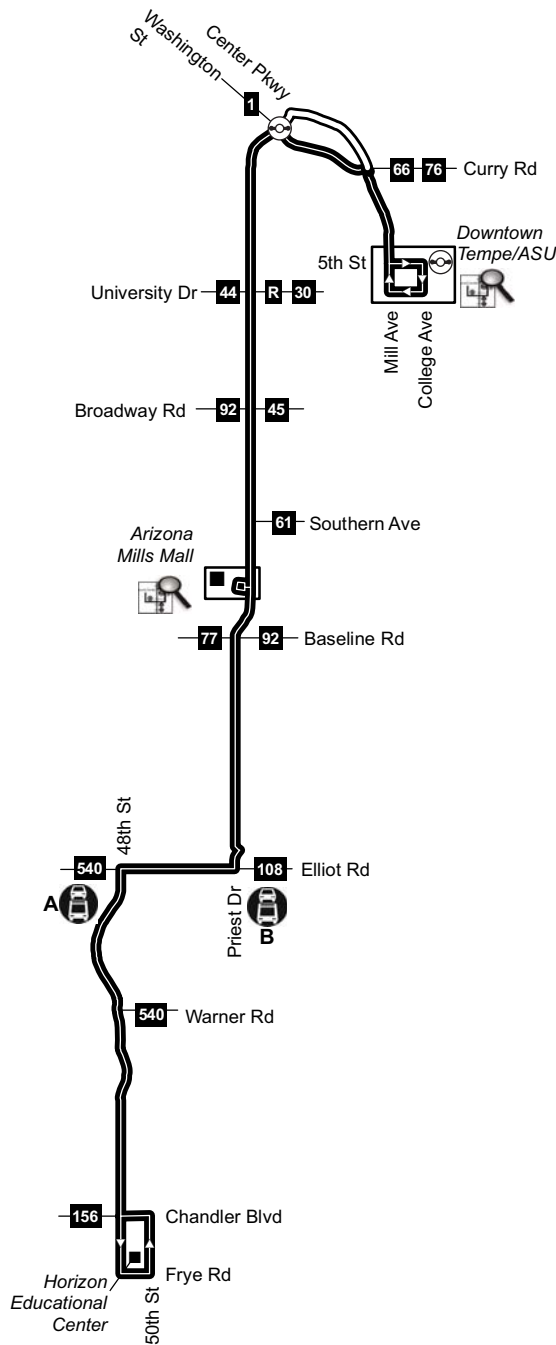 Washington
St
Center Pkwy
1
66
76
Curry Rd
Downtown
Tempe/ASU
5th St
University Dr
44
R
30
Mill Ave
College Ave
Broadway Rd
92
45
61
Southern Ave
Arizona
Mills Mall
77
92
Baseline Rd
48th St
540
108
Elliot Rd
A
Priest Dr
B
540
Warner Rd
156
Chandler Blvd
Frye Rd
Horizon
Educational
Center
50th St